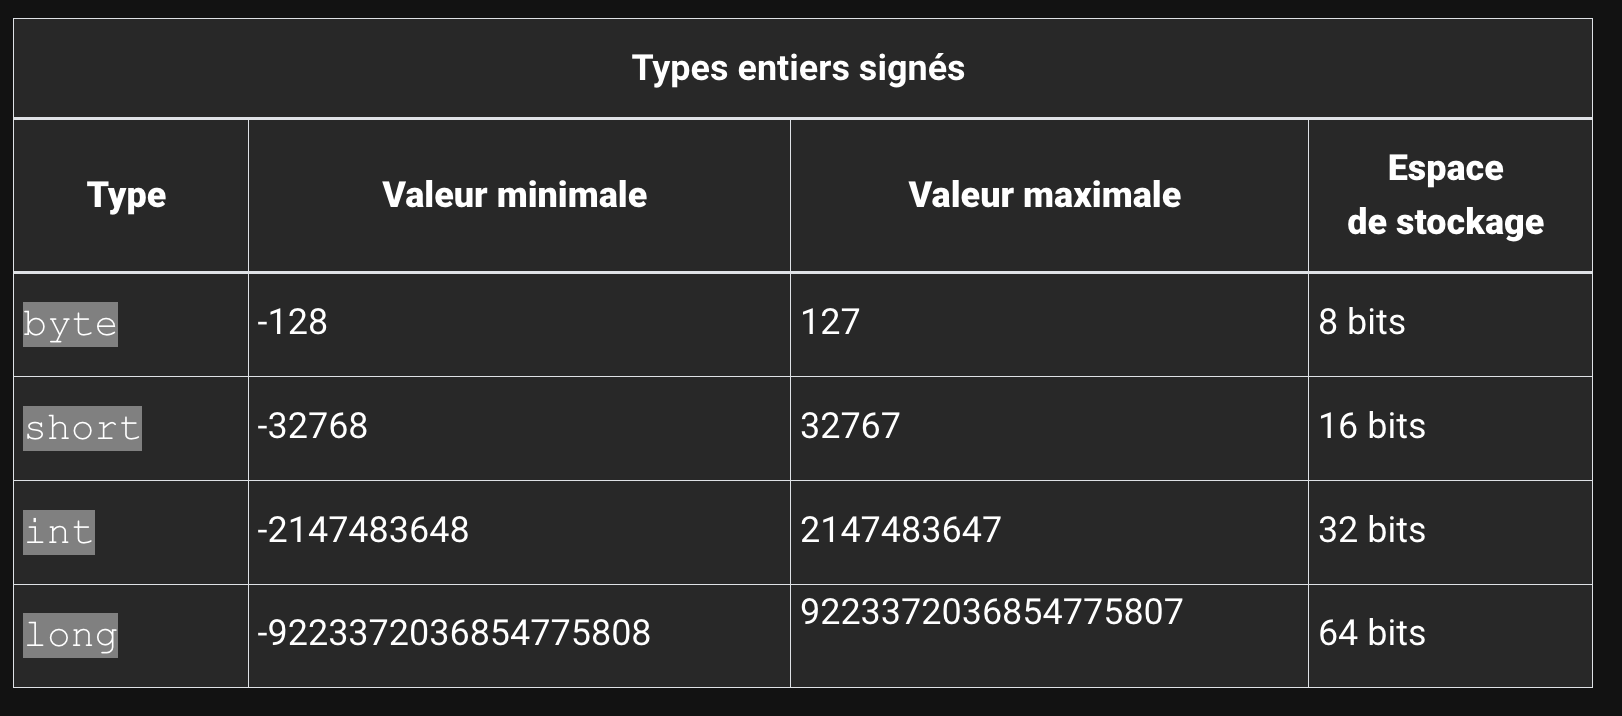 Types entiers signés
Type
Valeur minimale
Valeur maximale
Espace
de stockage
byte
-128
127
8 bits
short
-32768
32767
16 bits
int
-2147483648
2147483647
32 bits
long
-9223372036854775808
9223372036854775807
64 bits